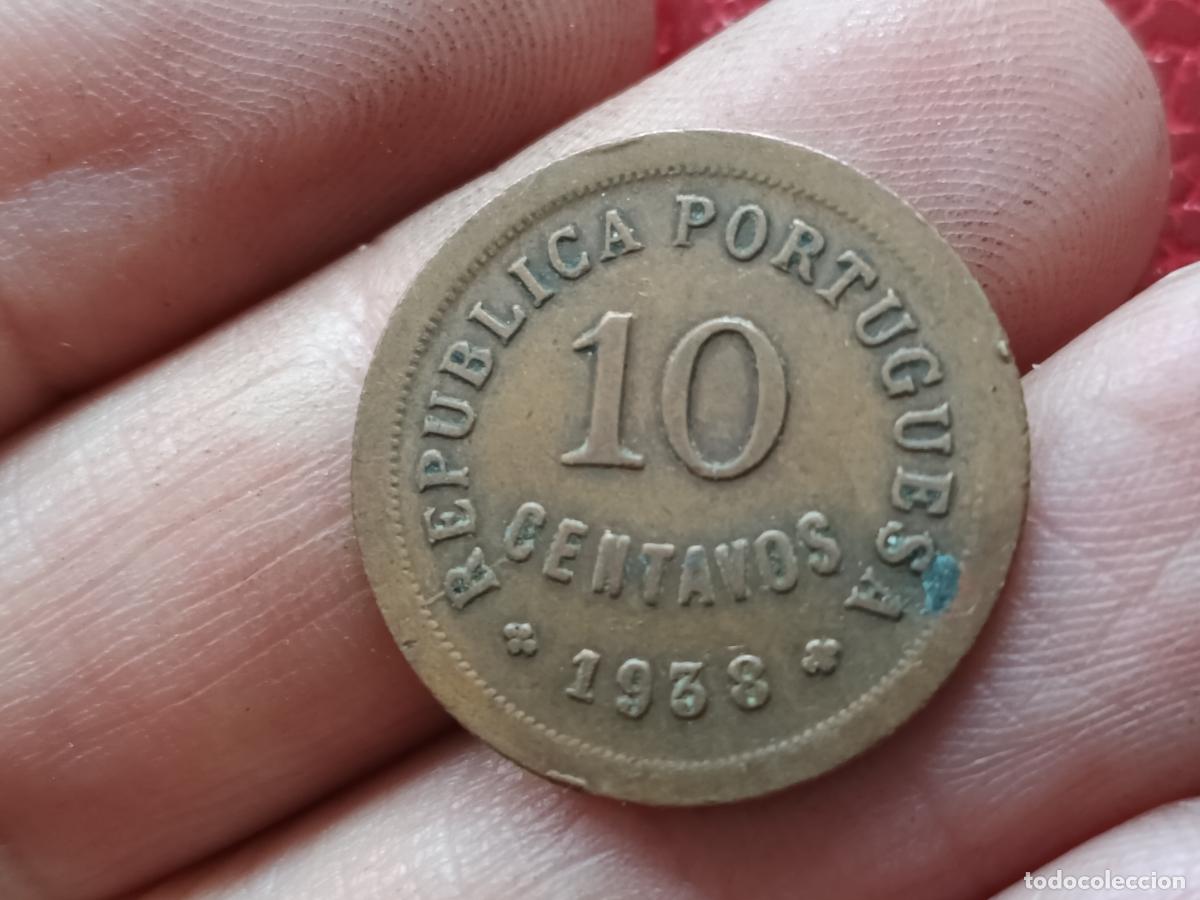 REPUBLICA PORTUGUESA
10
CENTAVOS
1938
todocoleccion